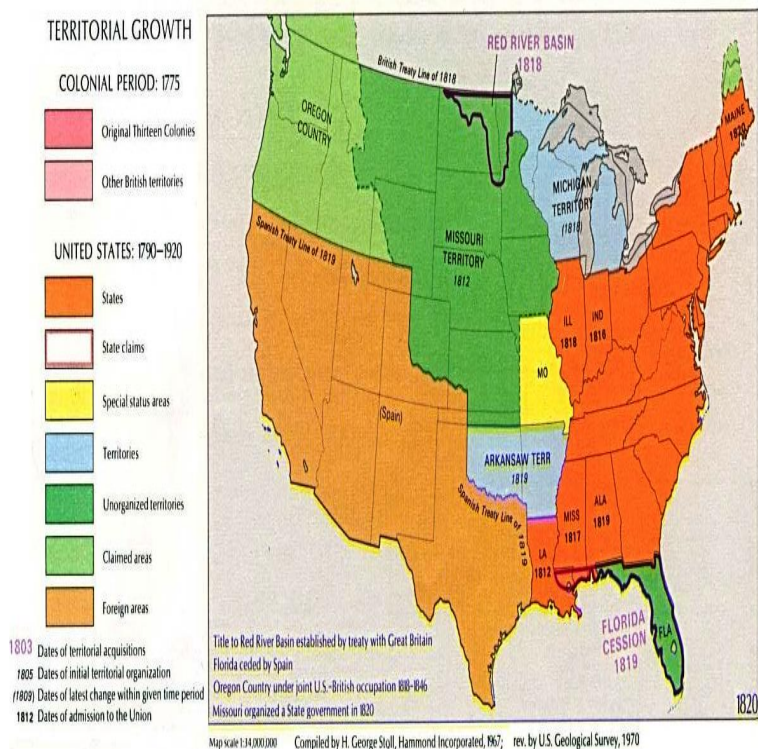 TERRITORIAL GROWTH
COLONIAL PERIOD: 1775
Original Thirteen Colonies
Other British territories
UNITED STATES: 1790–1920
States
State claims
Special status areas
Territories
Unorganized territories
Claimed areas
Foreign areas
1803 Dates of territorial acquisitions
1805 Dates of initial territorial organization
(1809) Dates of latest change within given time period
1812 Dates of admission to the Union
RED RIVER BASIN
1818
British Treaty Line of 1818
OREGON
COUNTRY
MAINE
1820
MICHIGAN
TERRITORY
(1818)
MISSOURI
TERRITORY
1812
Spanish Treaty Line of 1819
ILL
1818
IND
1816
MO
(Spain)
ARKANSAW TERR
1819
Spanish Treaty Line of 1819
MISS
1817
ALA
1819
LA
1812
FLORIDA
CESSION
1819
FLA
Title to Red River Basin established by treaty with Great Britain
Florida ceded by Spain
Oregon Country under joint U.S.-British occupation 1818-1846
Missouri organized a State government in 1820
1820
Map scale 1:34,000,000 Compiled by H. George Stoll, Hammond Incorporated, 1967; rev. by U.S. Geological Survey, 1970